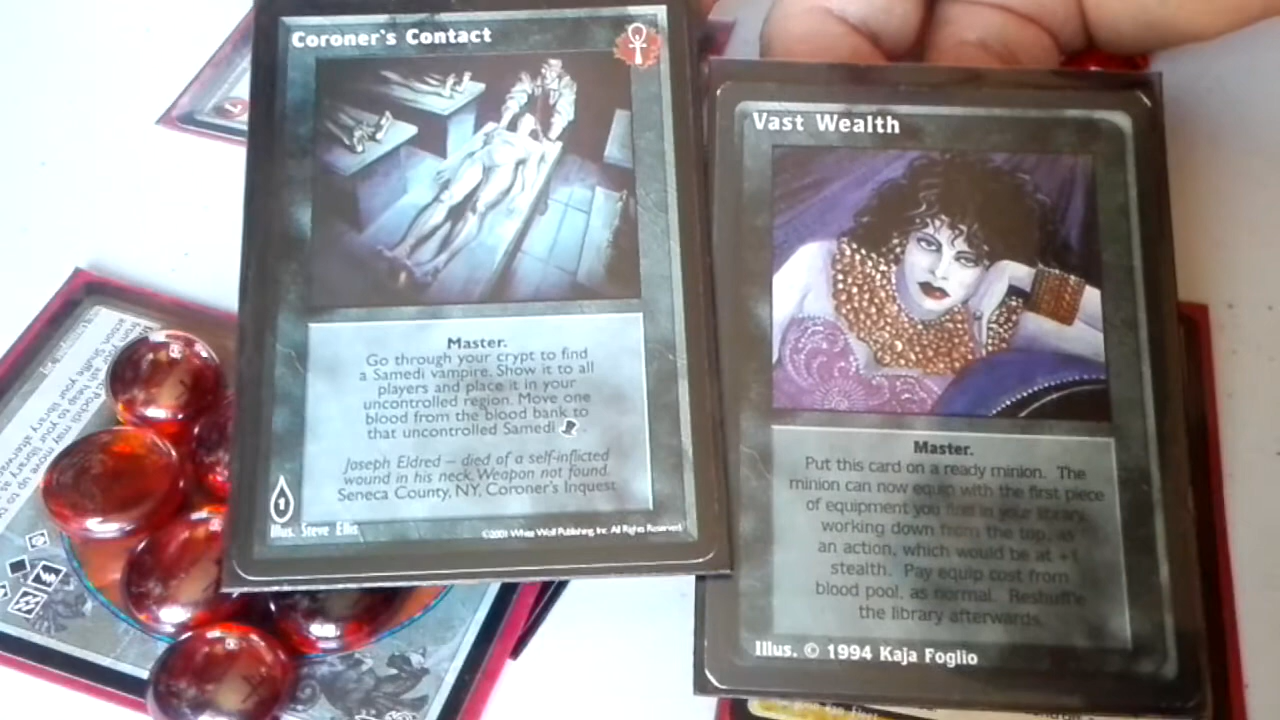 Coroner's Contact
Master.
Go through your crypt to find
a Samedi vampire. Show it to all
players and place it in your
uncontrolled region. Move one
blood from the blood bank to
that uncontrolled Samedi
Joseph Eldred – died of a self-inflicted
wound in his neck. Weapon not found.
Seneca County, NY, Coroner's Inquest
1
Illus. Steve Ellis
©2001 White Wolf Publishing, Inc. All Rights Reserved.
Vast Wealth
Master.
Put this card on a ready minion. The
minion can now equip with the first piece
of equipment you find in your library,
working down from the top, as
an action, which would be at +1
stealth. Pay equip cost from
blood pool, as normal. Reshuffle
the library afterwards.
Illus. © 1994 Kaja Foglio